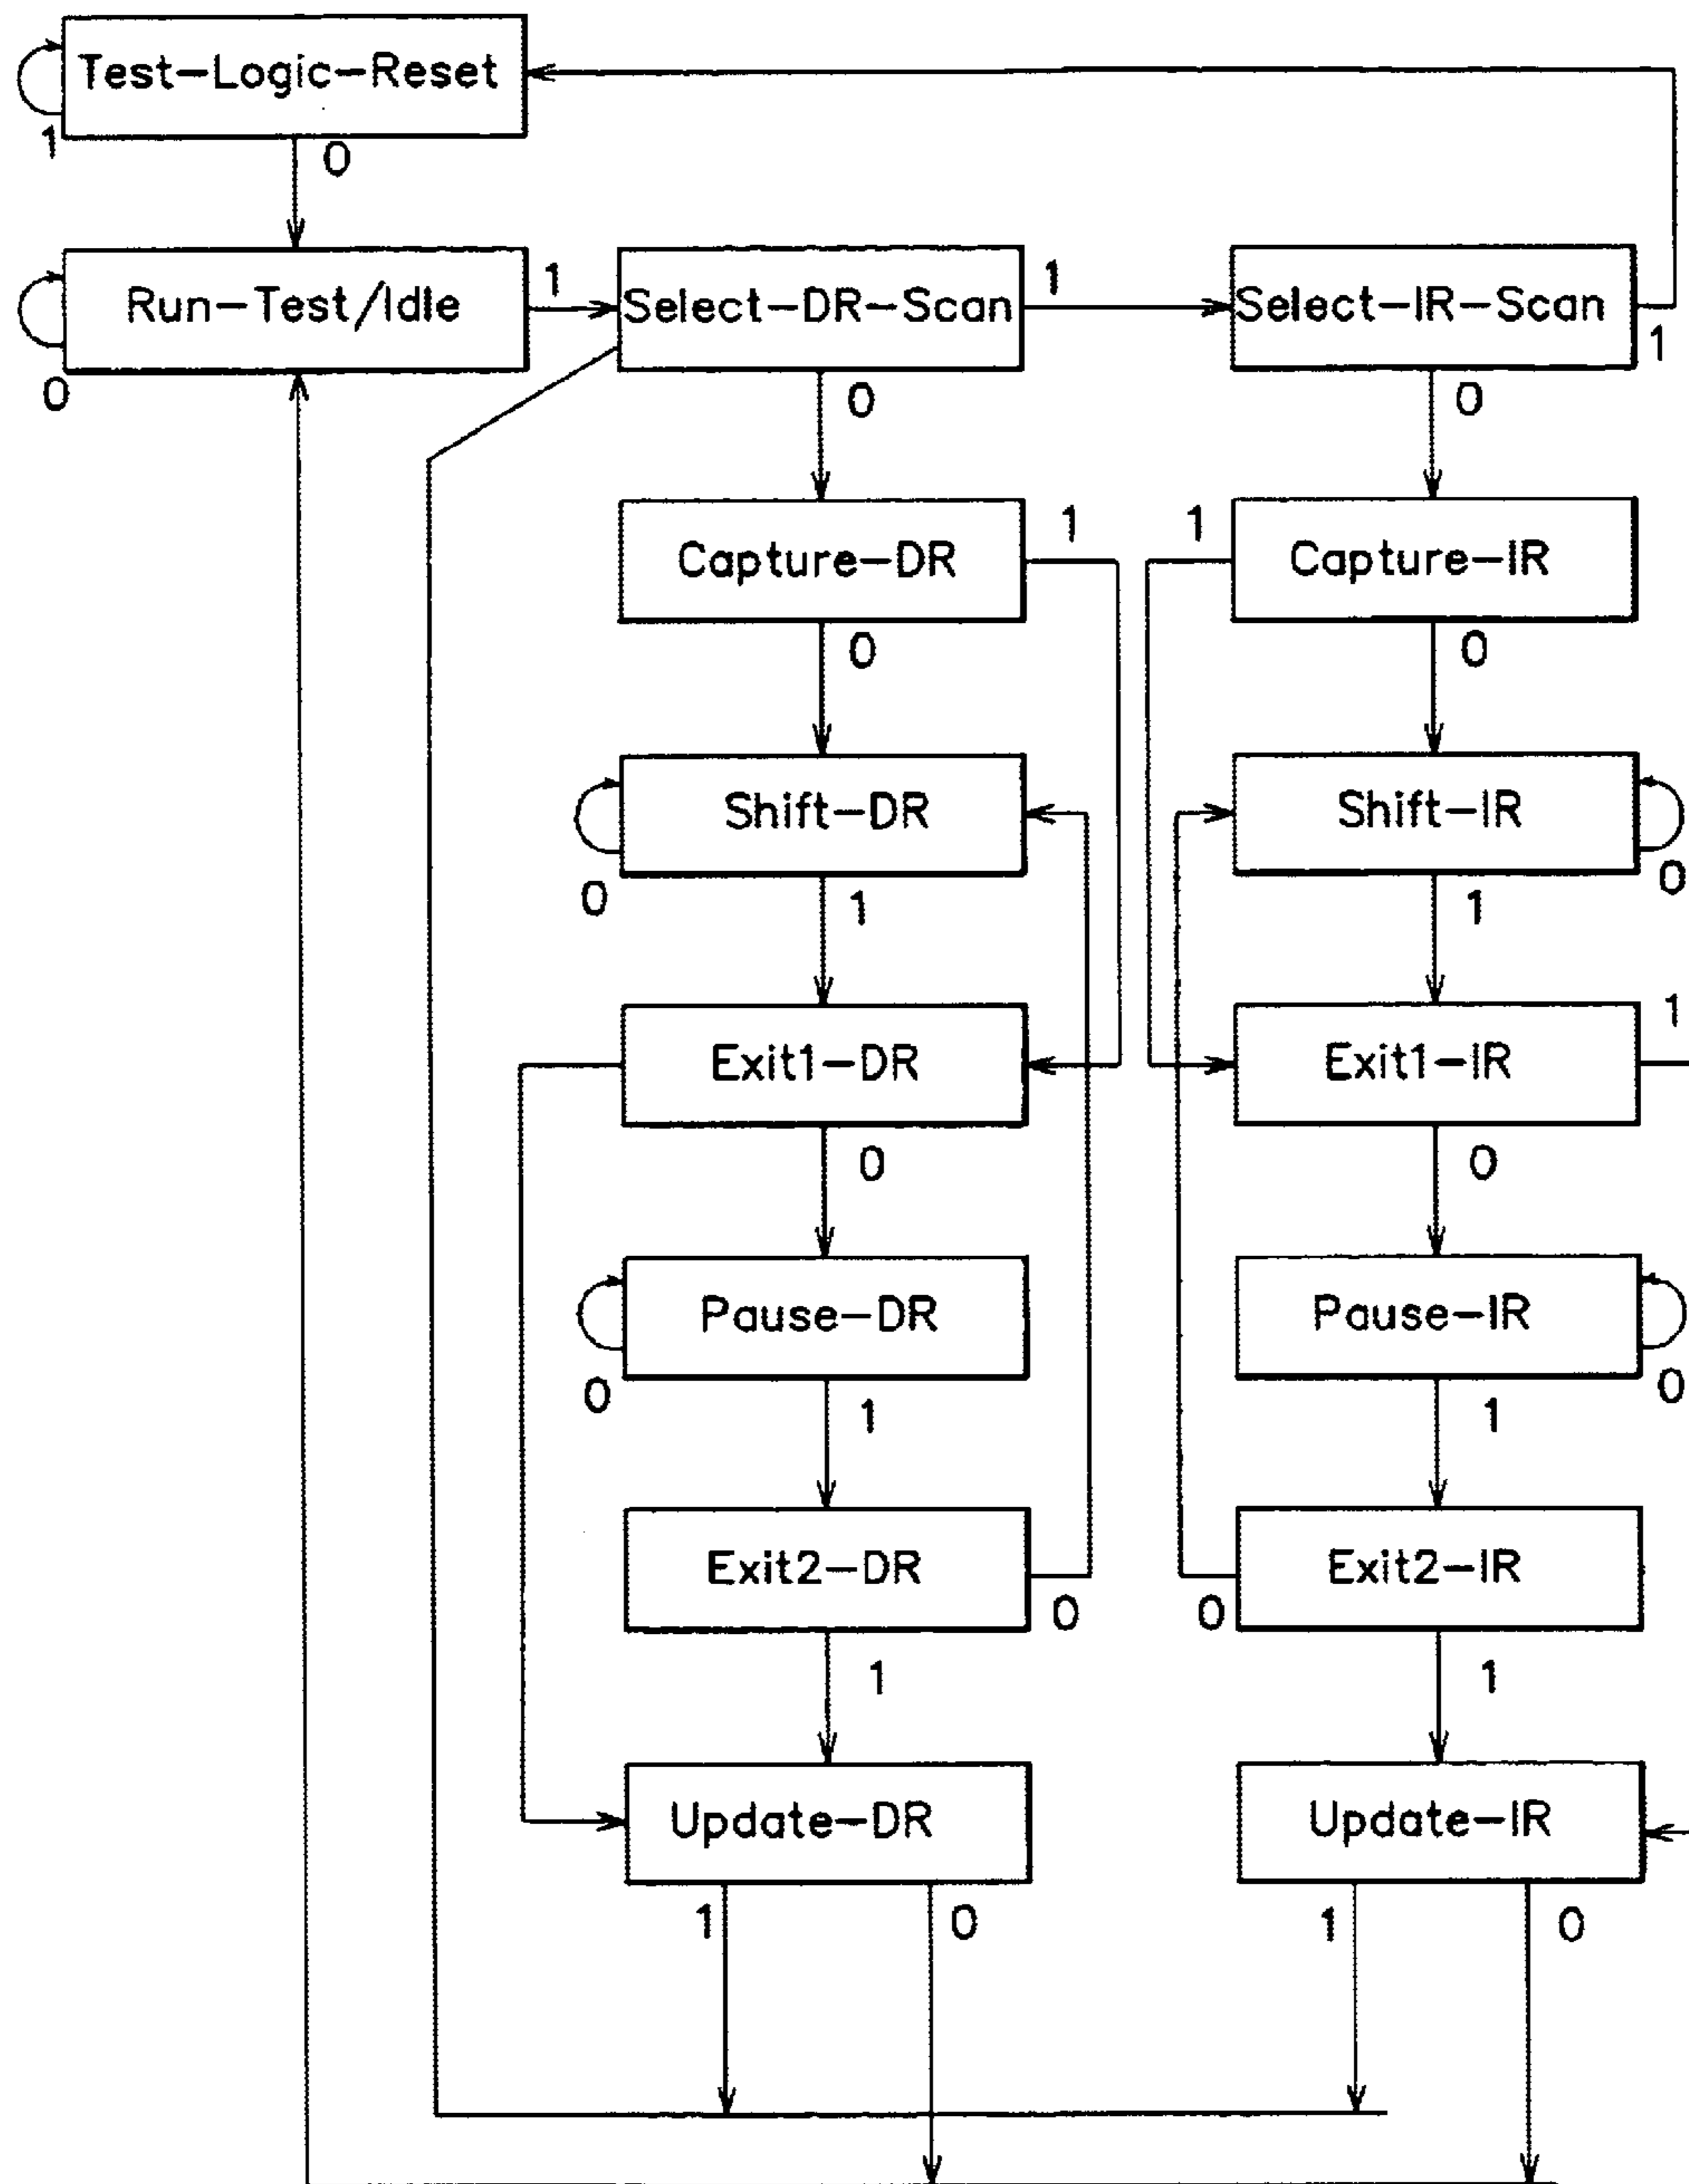 Test-Logic-Reset
1
0
Run-Test/Idle
1
Select-DR-Scan
1
Select-IR-Scan
1
0
0
0
Capture-DR
1
1
Capture-IR
0
0
Shift-DR
Shift-IR
0
1
1
0
Exit1-DR
Exit1-IR
1
0
0
Pause-DR
Pause-IR
0
1
1
0
Exit2-DR
0
0
Exit2-IR
1
1
Update-DR
Update-IR
1
0
1
0